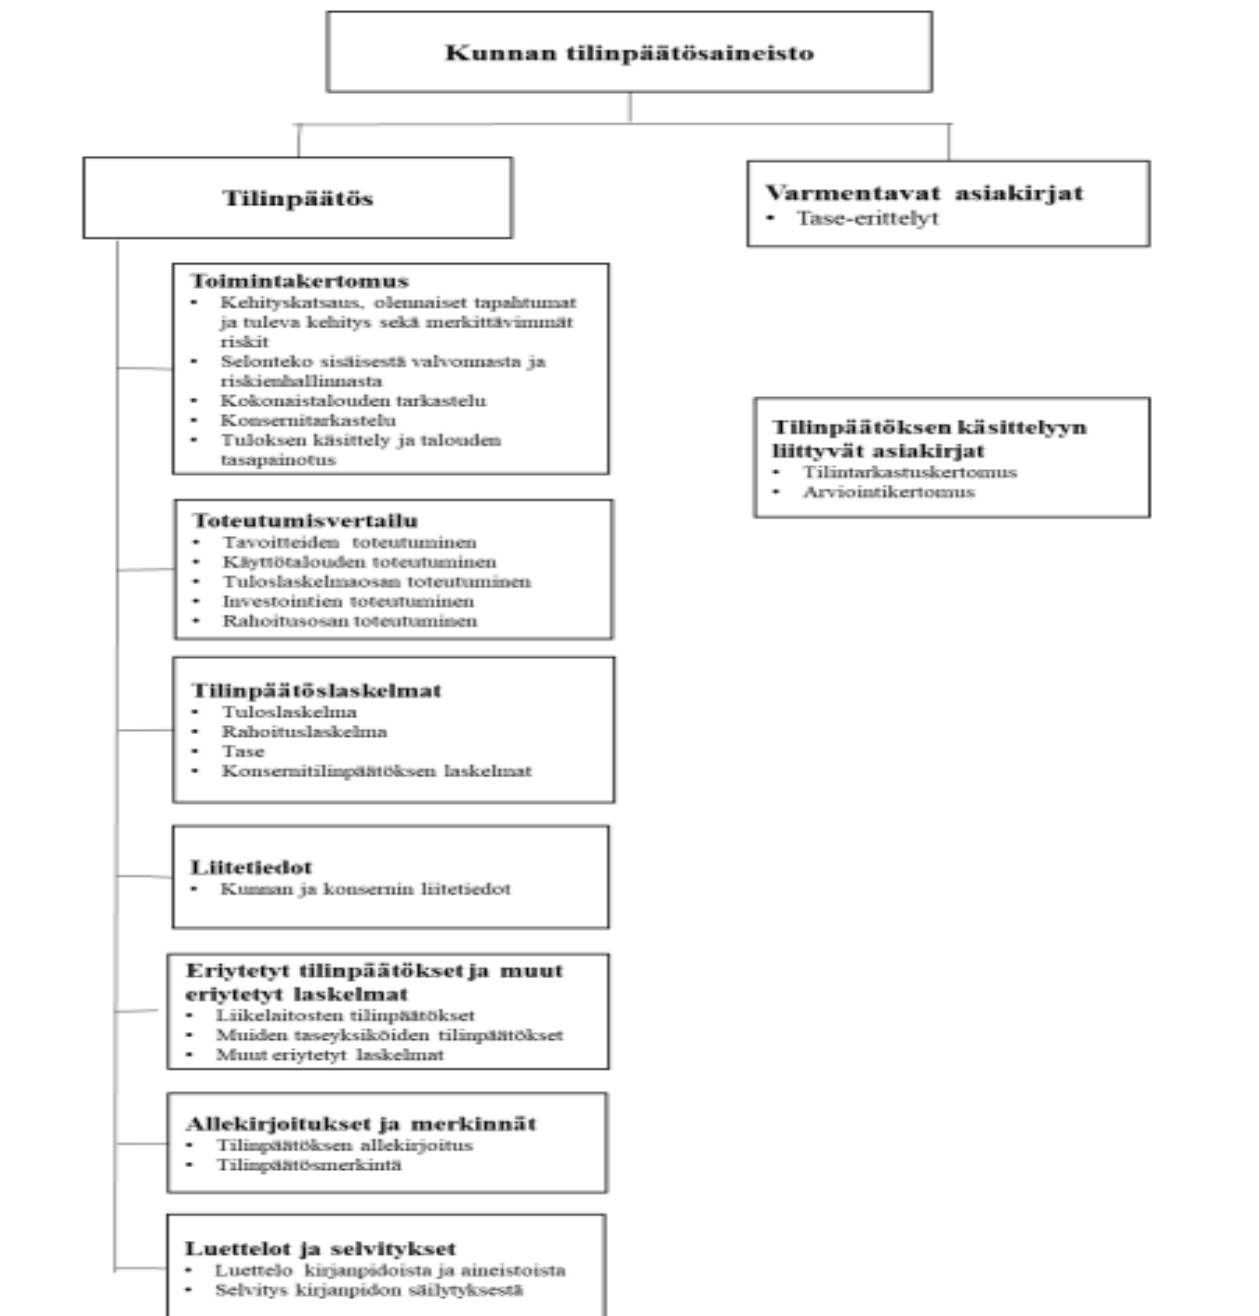 Kunnan tilinpäätösaineisto
Tilinpäätös
Varmentavat asiakirjat
• Tase-erittelyt
Toimintakertomus
• Kehityskatsaus, olennaiset tapahtumat
ja tuleva kehitys sekä merkittävimmät
riskit
• Selonteko sisäisestä valvonnasta ja
riskienhallinnasta
• Kokonaistalouden tarkastelu
• Konsernitarkastelu
• Tuloksen käsittely ja talouden
tasapainotus
Tilinpäätöksen käsittelyyn
liittyvät asiakirjat
• Tilintarkastuskertomus
• Arviointikertomus
Toteutumisvertailu
• Tavoitteiden toteutuminen
• Käyttötalouden toteutuminen
• Tuloslaskelmaosan toteutuminen
• Investointien toteutuminen
• Rahoitusosan toteutuminen
Tilinpäätöslaskelmat
• Tuloslaskelma
• Rahoituslaskelma
• Tase
• Konsernitilinpäätöksen laskelmat
Liitetiedot
• Kunnan ja konsernin liitetiedot
Eriytetyt tilinpäätökset ja muut
eriytetyt laskelmat
• Liikelaitosten tilinpäätökset
• Muiden taseyksiköiden tilinpäätökset
• Muut eriytetyt laskelmat
Allekirjoitukset ja merkinnät
• Tilinpäätöksen allekirjoitus
• Tilinpäätösmerkintä
Luettelot ja selvitykset
• Luettelo kirjanpidoista ja aineistoista
• Selvitys kirjanpidon säilytyksestä